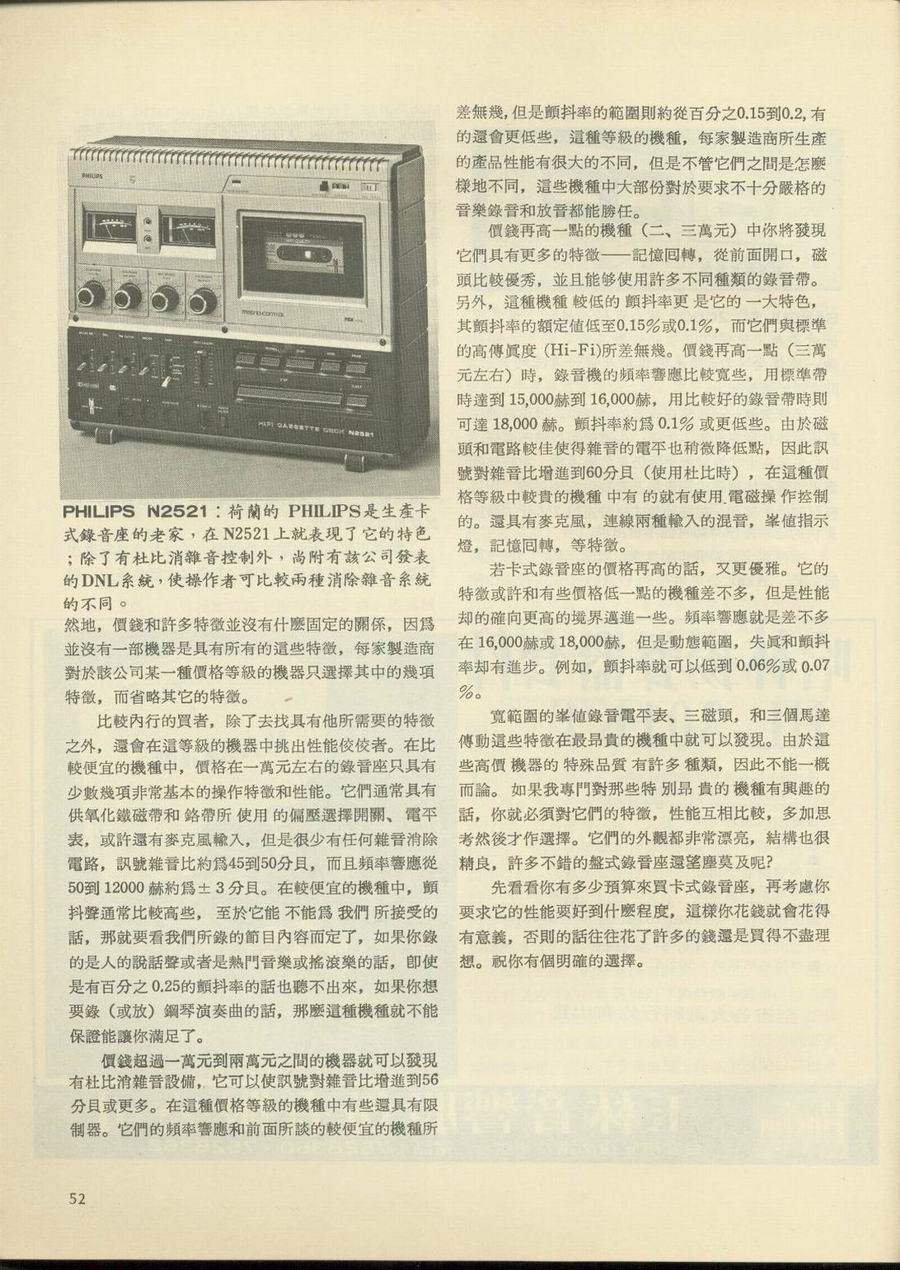 PHILIPS
HIFI CASSETTE DECK N2521
PHILIPS N2521：荷蘭的 PHILIPS是生產卡
式錄音座的老家，在 N2521上就表現了它的特色
；除了有杜比消雜音控制外，尚附有該公司發表
的DNL系統，使操作者可比較兩種消除雜音系統
的不同。
然地，價錢和許多特徵並沒有什麼固定的關係，因爲
並沒有一部機器是具有所有的這些特徵，每家製造商
對於該公司某一種價格等級的機器只選擇其中的幾項
特徵，而省略其它的特徵。
比較內行的買者，除了去找具有他所需要的特徵
之外，還會在這等級的機器中挑出性能佼佼者。在比
較便宜的機種中，價格在一萬元左右的錄音座只具有
少數幾項非常基本的操作特徵和性能。它們通常具有
供氧化鐵磁帶和 鉻帶所 使用 的偏壓選擇開關、 電平
表，或許還有麥克風輸入，但是很少有任何雜音消除
電路，訊號雜音比約爲45到50分貝，而且頻率響應從
50到 12000 赫約爲± 3 分貝。在較便宜的機種中，顫
抖聲通常比較高些， 至於它能 不能爲 我們 所接受的
話，那就要看我們所錄的節目內容而定了，如果你錄
的是人的說話聲或者是熱門音樂或搖滾樂的話，卽使
是有百分之 0.25的顫抖率的話也聽不出來，如果你想
要錄（或放）鋼琴演奏曲的話，那麼這種機種就不能
保證能讓你滿足了。
價錢超過一萬元到兩萬元之間的機器就可以發現
有杜比消雜音設備，它可以使訊號對雜音比增進到56
分貝或更多。在這種價格等級的機種中有些還具有限
制器。它們的頻率響應和前面所談的較便宜的機種所
差無幾，但是顫抖率的範圍則約從百分之0.15到0.2，有
的還會更低些，這種等級的機種，每家製造商所生產
的產品性能有很大的不同，但是不管它們之間是怎麼
樣地不同，這些機種中大部份對於要求不十分嚴格的
音樂錄音和放音都能勝任。
價錢再高一點的機種（二、三萬元）中你將發現
它們具有更多的特徵——記憶回轉，從前面開口，磁
頭比較優秀，並且能够使用許多不同種類的錄音帶。
另外，這種機種 較低的 顫抖率更 是它的 一大特色，
其顫抖率的額定値低至0.15%或0.1%，而它們與標準
的高傳眞度 (Hi-Fi)所差無幾。價錢再高一點（三萬
元左右）時，錄音機的頻率響應比較寬些，用標準帶
時達到 15,000赫到 16,000赫，用比較好的錄音帶時則
可達 18,000 赫。顫抖率約爲 0.1% 或更低些。由於磁
頭和電路較佳使得雜音的電平也稍微降低點，因此訊
號對雜音比增進到60分貝（使用杜比時），在這種價
格等級中較貴的機種 中有 的就有使用電磁操 作控制
的。還具有麥克風，連線兩種輸入的混音，峯値指示
燈，記憶回轉，等特徵。
若卡式錄音座的價格再高的話，又更優雅。它的
特徵或許和有些價格低一點的機種差不多，但是性能
却的確向更高的境界邁進一些。頻率響應就是差不多
在 16,000赫或 18,000赫，但是動態範圍，失眞和顫抖
率却有進步。例如，顫抖率就可以低到 0.06%或 0.07
%。
寬範圍的峯値錄音電平表、三磁頭，和三個馬達
傳動這些特徵在最昂貴的機種中就可以發現。由於這
些高價 機器的 特殊品質 有許多 種類，因此不能一概
而論。 如果我專門對那些特 別昻 貴的 機種有興趣的
話，你就必須對它們的特徵，性能互相比較，多加思
考然後才作選擇。它們的外觀都非常漂亮，結構也很
精良，許多不錯的盤式錄音座還望塵莫及呢?
先看看你有多少預算來買卡式錄音座，再考慮你
要求它的性能要好到什麼程度，這樣你花錢就會花得
有意義，否則的話往往花了許多的錢還是買得不盡理
想。祝你有個明確的選擇。
52